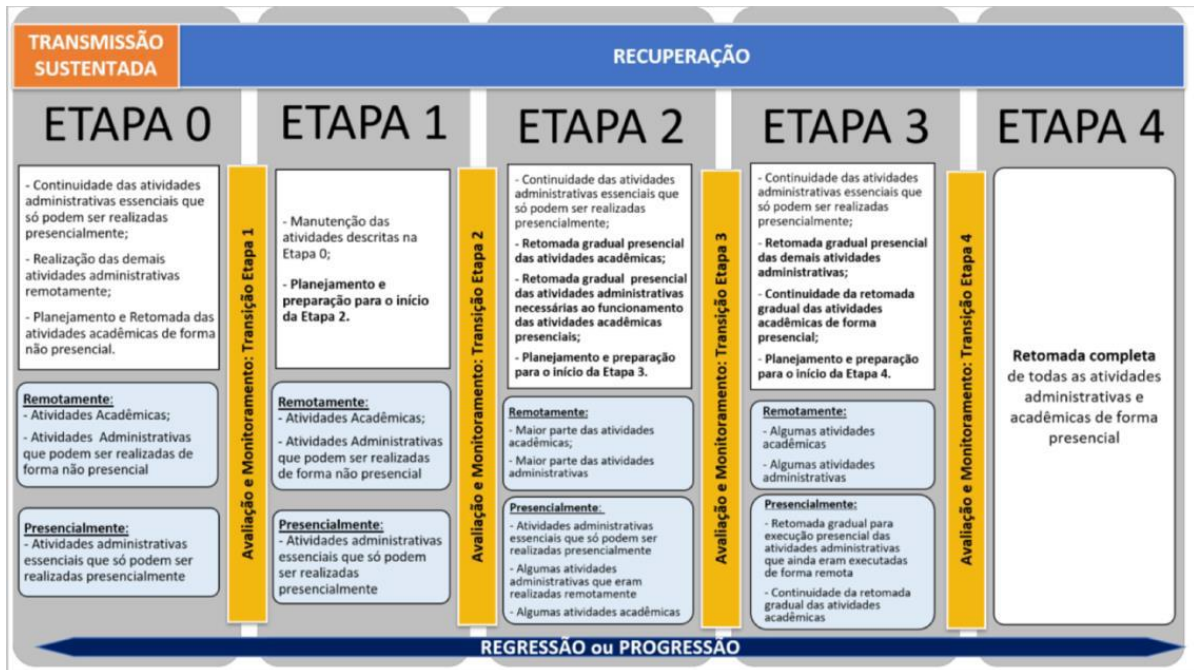 TRANSMISSÃO
SUSTENTADA
RECUPERAÇÃO
ETAPA 0
- Continuidade das atividades
administrativas essenciais que
só podem ser realizadas
presencialmente;
- Realização das demais
atividades administrativas
remotamente;
- Planejamento e Retomada das
atividades acadêmicas de forma
não presencial.
Remotamente:
- Atividades Acadêmicas;
- Atividades Administrativas
que podem ser realizadas de
forma não presencial
Presencialmente:
- Atividades administrativas
essenciais que só podem ser
realizadas presencialmente
Avaliação e Monitoramento: Transição Etapa 1
ETAPA 1
- Manutenção das
atividades descritas na
Etapa 0;
- Planejamento e
preparação para o início
da Etapa 2.
Remotamente:
- Atividades Acadêmicas;
- Atividades Administrativas
que podem ser realizadas
de forma não presencial
Presencialmente:
- Atividades administrativas
essenciais que só podem
ser realizadas
presencialmente
Avaliação e Monitoramento: Transição Etapa 2
ETAPA 2
- Continuidade das atividades
administrativas essenciais que
só podem ser realizadas
presencialmente;
- Retomada gradual presencial
das atividades acadêmicas;
- Retomada gradual presencial
das atividades administrativas
necessárias ao funcionamento
das atividades acadêmicas
presenciais;
- Planejamento e preparação
para o início da Etapa 3.
Remotamente:
- Maior parte das atividades
acadêmicas;
- Maior parte das atividades
administrativas
Presencialmente:
- Atividades administrativas
essenciais que só podem ser
realizadas presencialmente
- Algumas atividades
administrativas que eram
realizadas remotamente
- Algumas atividades acadêmicas
Avaliação e Monitoramento: Transição Etapa 3
ETAPA 3
- Continuidade das atividades
administrativas essenciais que
só podem ser realizadas
presencialmente;
- Retomada gradual presencial
das demais atividades
administrativas;
- Continuidade da retomada
gradual das atividades
acadêmicas de forma
presencial;
- Planejamento e preparação
para o início da Etapa 4.
Remotamente:
- Algumas atividades
acadêmicas
- Algumas atividades
administrativas
Presencialmente:
- Retomada gradual para
execução presencial das
atividades administrativas
que ainda eram executadas
de forma remota
- Continuidade da retomada
gradual das atividades
acadêmicas
Avaliação e Monitoramento: Transição Etapa 4
ETAPA 4
Retomada completa
de todas as atividades
administrativas e
acadêmicas de forma
presencial
REGRESSÃO ou PROGRESSÃO